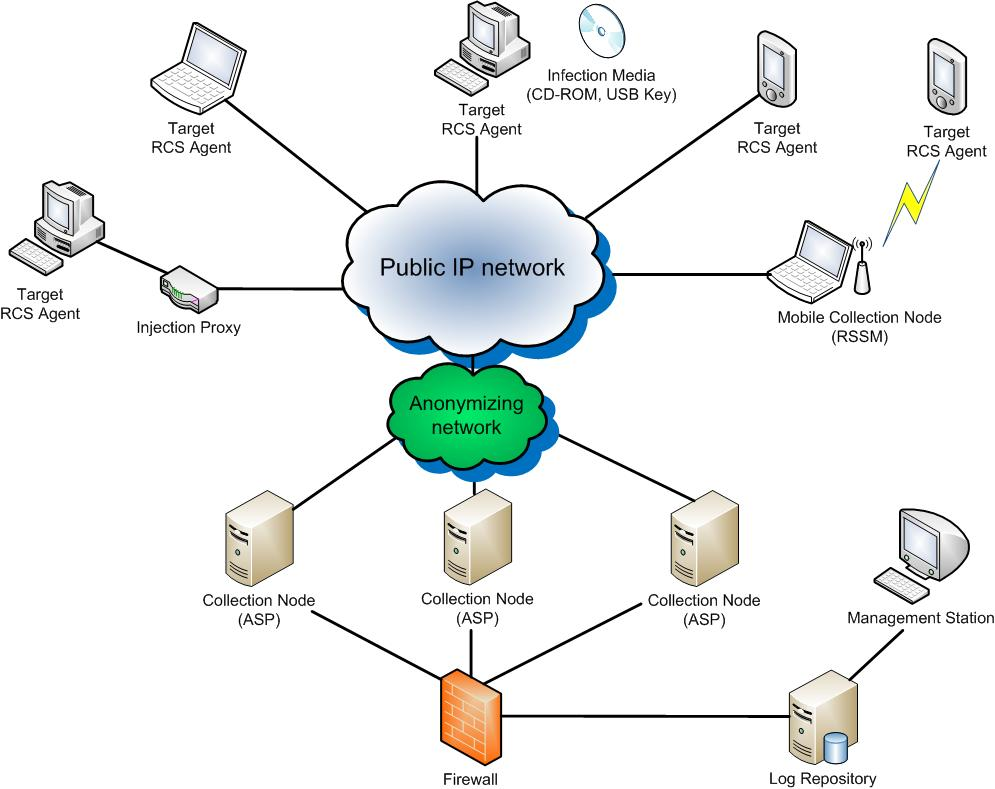 Infection Media
(CD-ROM, USB Key)
Target
RCS Agent
Target
RCS Agent
Target
RCS Agent
Target
RCS Agent
Target
RCS Agent
Injection Proxy
Public IP network
Mobile Collection Node
(RSSM)
Anonymizing
network
Collection Node
(ASP)
Collection Node
(ASP)
Collection Node
(ASP)
Management Station
Firewall
Log Repository